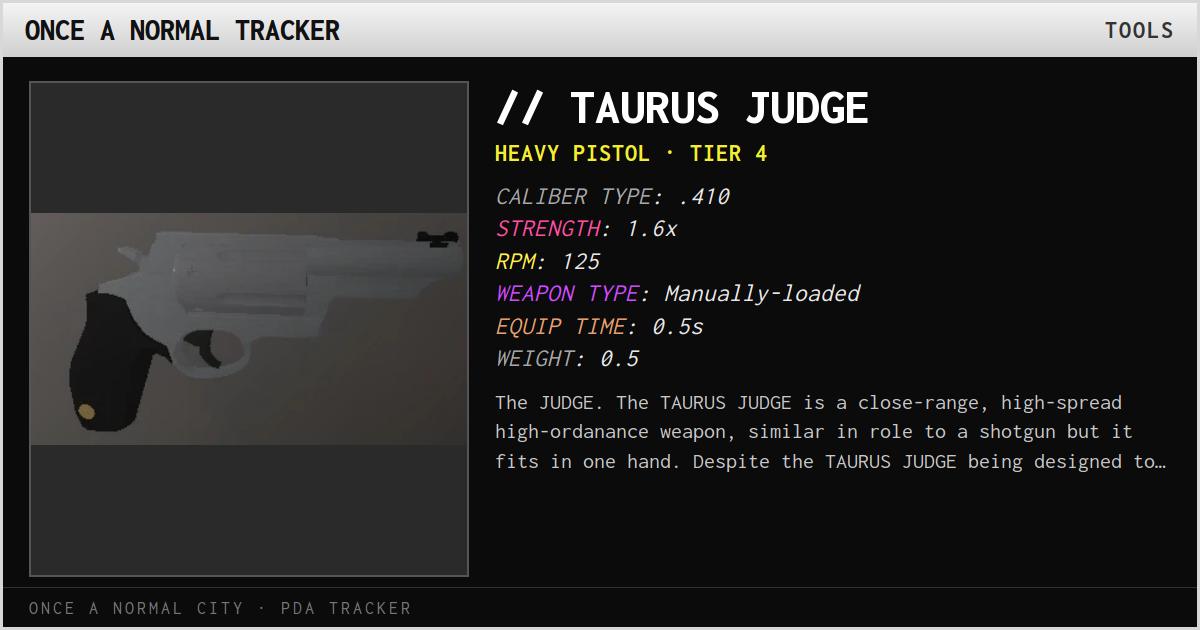 ONCE A NORMAL TRACKER
TOOLS
// TAURUS JUDGE
HEAVY PISTOL · TIER 4
CALIBER TYPE: .410
STRENGTH: 1.6x
RPM: 125
WEAPON TYPE: Manually-loaded
EQUIP TIME: 0.5s
WEIGHT: 0.5
The JUDGE. The TAURUS JUDGE is a close-range, high-spread
high-ordanance weapon, similar in role to a shotgun but it
fits in one hand. Despite the TAURUS JUDGE being designed to…
ONCE A NORMAL CITY · PDA TRACKER